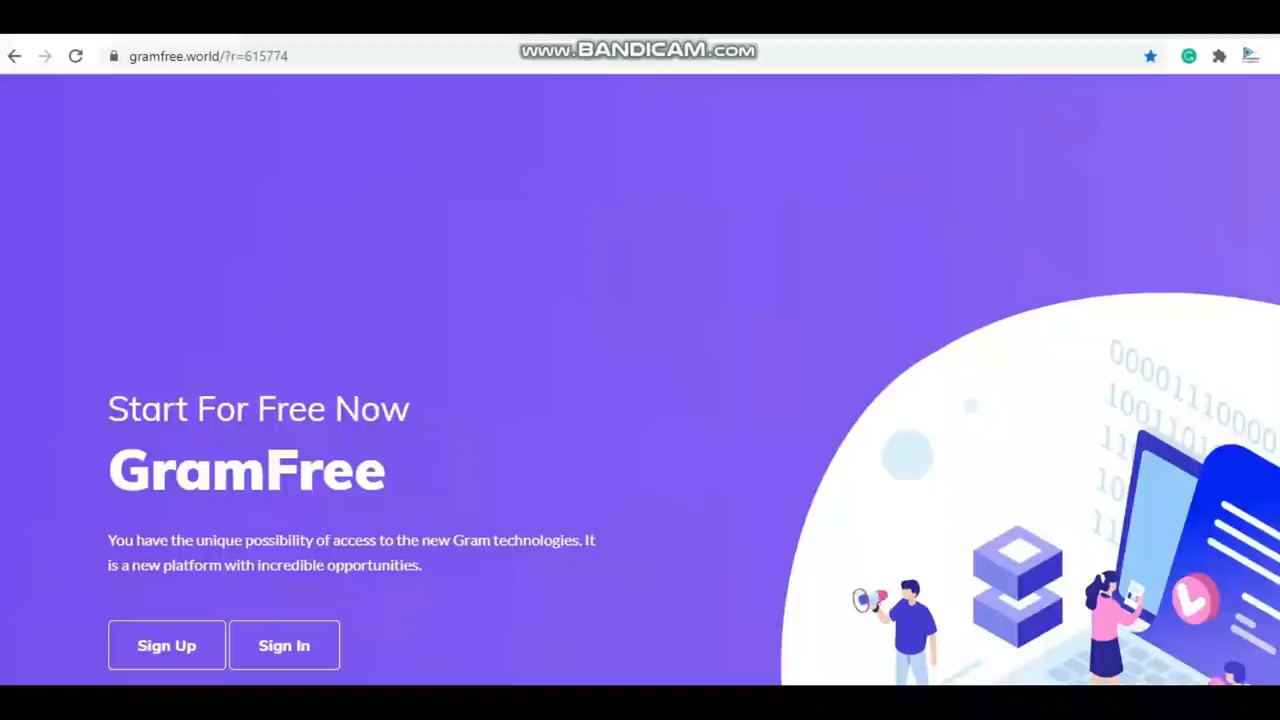 www.BANDICAM.com
gramfree.world/?r=615774
Start For Free Now
GramFree
You have the unique possibility of access to the new Gram technologies. It
is a new platform with incredible opportunities.
Sign Up
Sign In